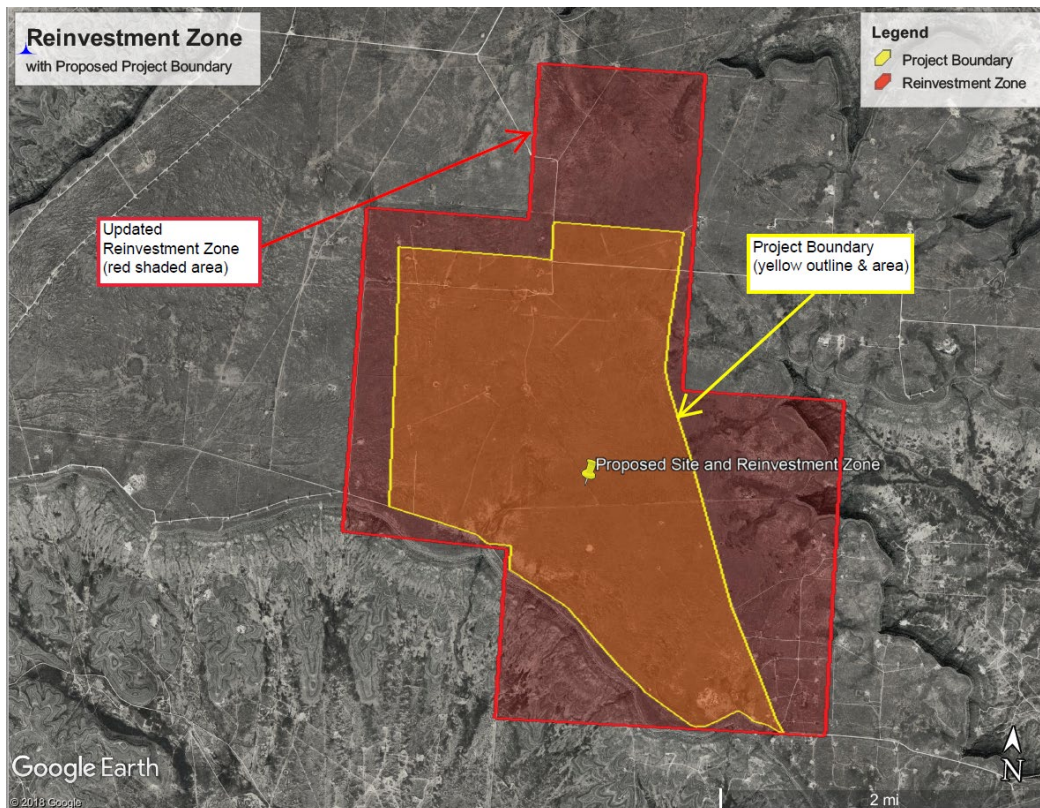 Reinvestment Zone
with Proposed Project Boundary
Legend
Project Boundary
Reinvestment Zone
Updated
Reinvestment Zone
(red shaded area)
Project Boundary
(yellow outline & area)
Proposed Site and Reinvestment Zone
Google Earth
© 2018 Google
2 mi
N